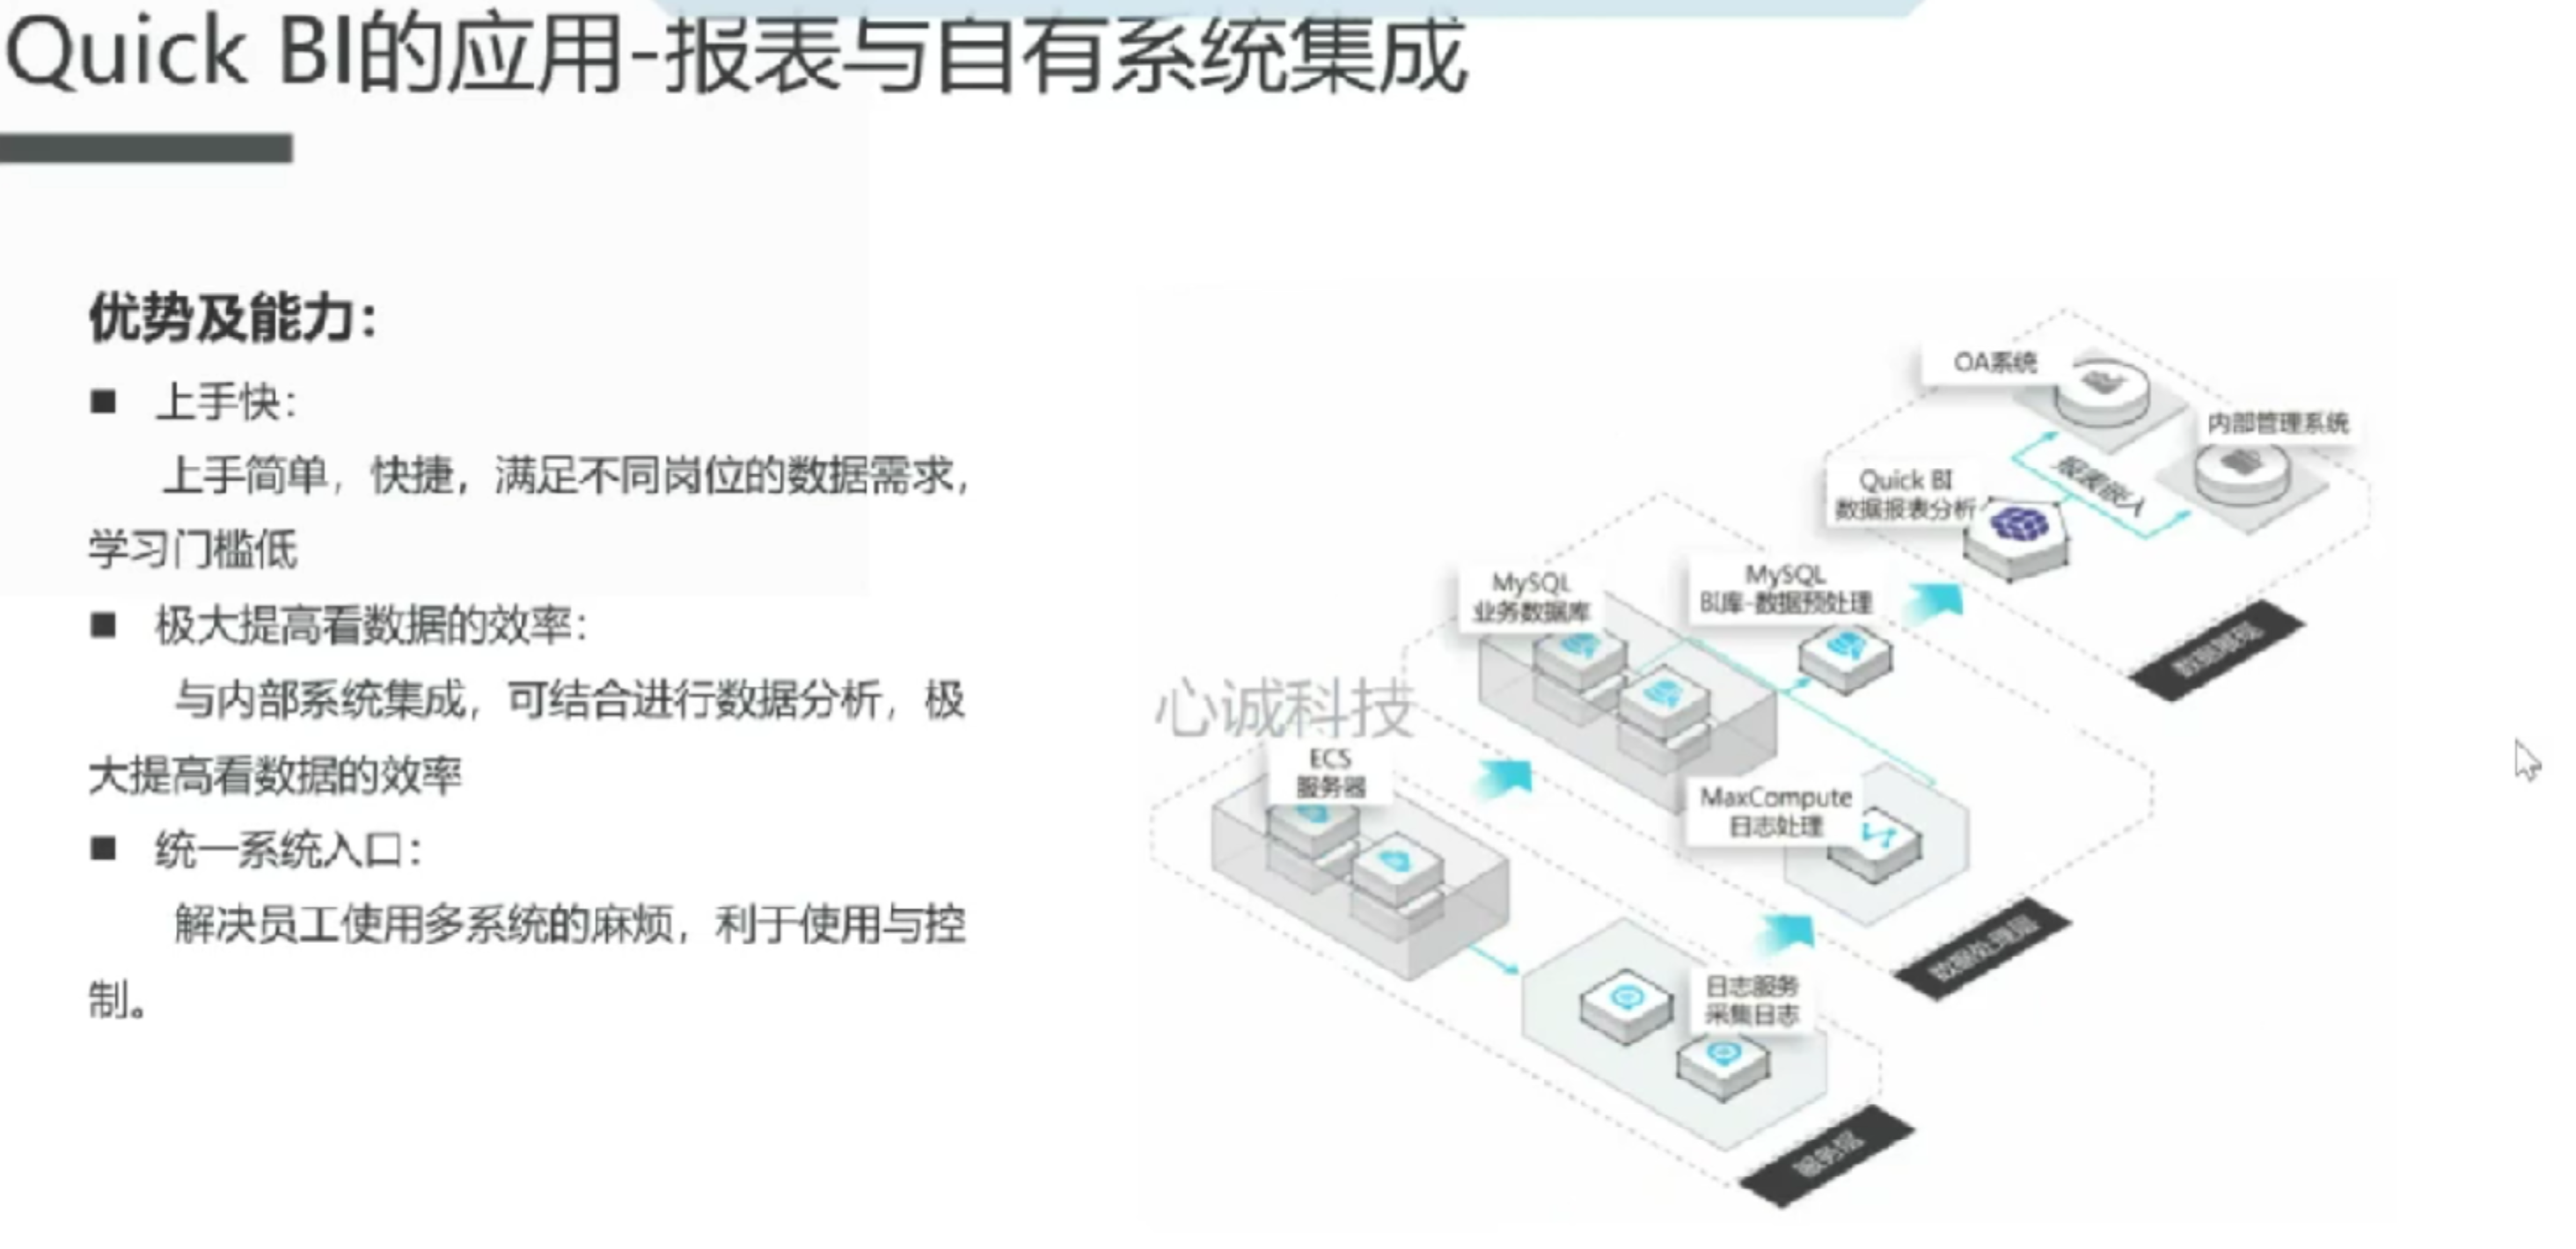 Quick BI的应用-报表与自有系统集成
优势及能力：
■ 上手快：
上手简单，快捷，满足不同岗位的数据需求，
学习门槛低
■ 极大提高看数据的效率：
与内部系统集成，可结合进行数据分析，极
大提高看数据的效率
■ 统一系统入口：
解决员工使用多系统的麻烦，利于使用与控
制。
OA系统
内部管理系统
报表嵌入
Quick BI
数据报表分析
MySQL
业务数据库
MySQL
BI库-数据预处理
心诚科技
ECS
服务器
MaxCompute
日志处理
数据处理层
日志服务
采集日志
服务层